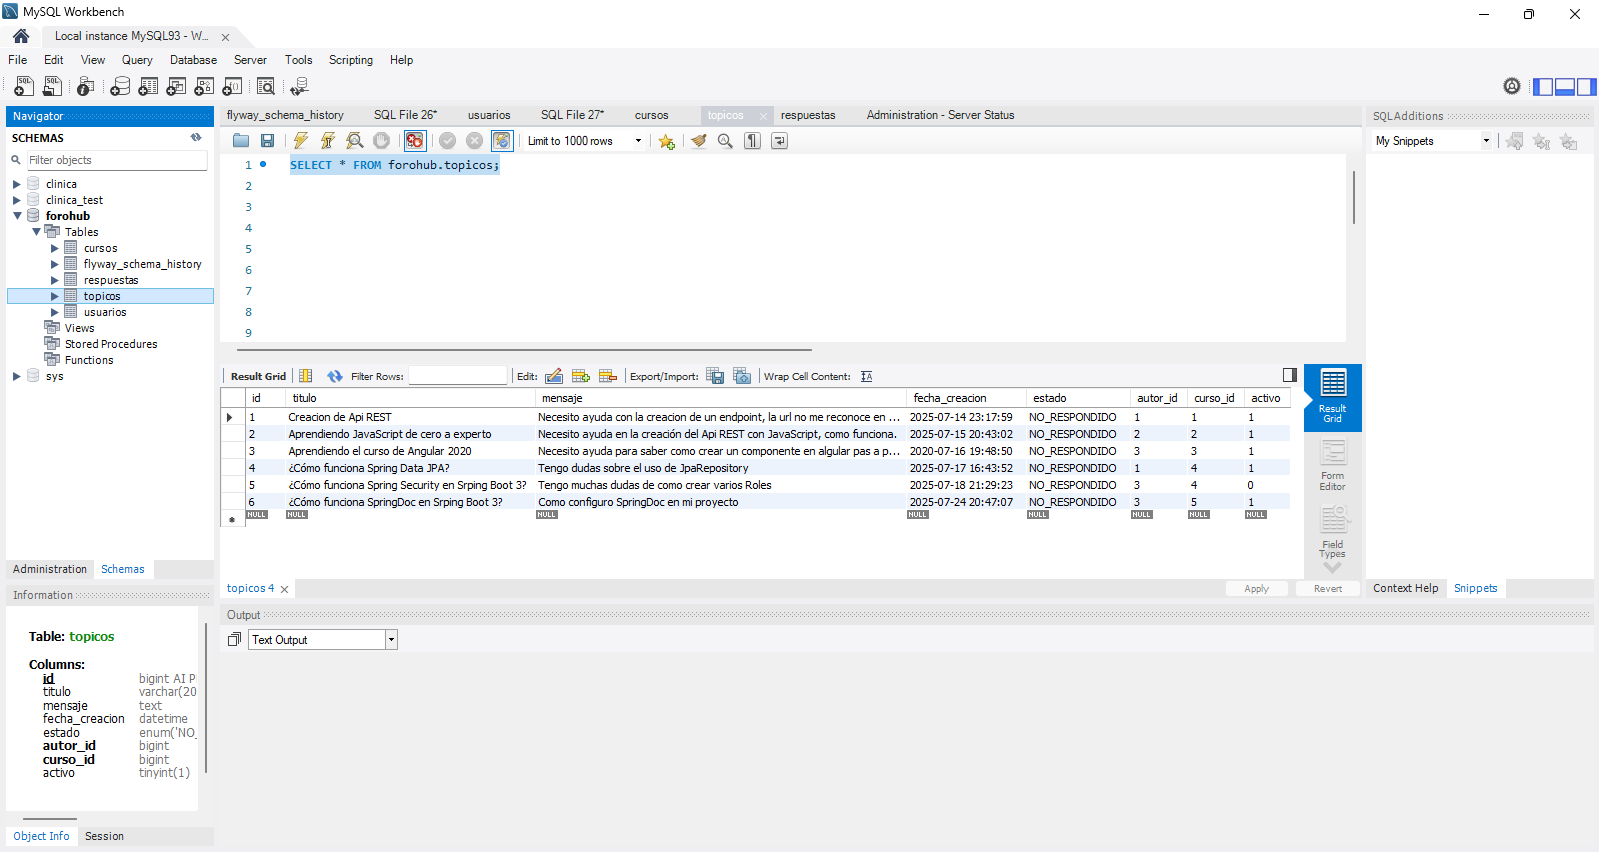 MySQL Workbench
Local instance MySQL93 - W...
File Edit View Query Database Server Tools Scripting Help
Navigator
SCHEMAS
Filter objects
clinica
clinica_test
forohub
Tables
cursos
flyway_schema_history
respuestas
topicos
usuarios
Views
Stored Procedures
Functions
sys
Administration Schemas
Information
Table: topicos
Columns:
id bigint AI P
titulo varchar(20
mensaje text
fecha_creacion datetime
estado enum('NO_
autor_id bigint
curso_id bigint
activo tinyint(1)
Object Info Session
flyway_schema_history SQL File 26* usuarios SQL File 27* cursos topicos respuestas Administration - Server Status
Limit to 1000 rows
1 SELECT * FROM forohub.topicos;
2
3
4
5
6
7
8
9
Result Grid Filter Rows: Edit: Export/Import: Wrap Cell Content:
id titulo mensaje fecha_creacion estado autor_id curso_id activo
1 Creacion de Api REST Necesito ayuda con la creacion de un endpoint, la url no me reconoce en ... 2025-07-14 23:17:59 NO_RESPONDIDO 1 1 1
2 Aprendiendo JavaScript de cero a experto Necesito ayuda en la creación del Api REST con JavaScript, como funciona. 2025-07-15 20:43:02 NO_RESPONDIDO 2 2 1
3 Aprendiendo el curso de Angular 2020 Necesito ayuda para saber como crear un componente en algular pas a p... 2020-07-16 19:48:50 NO_RESPONDIDO 3 3 1
4 ¿Cómo funciona Spring Data JPA? Tengo dudas sobre el uso de JpaRepository 2025-07-17 16:43:52 NO_RESPONDIDO 1 4 1
5 ¿Cómo funciona Spring Security en Srping Boot 3? Tengo muchas dudas de como crear varios Roles 2025-07-18 21:29:23 NO_RESPONDIDO 3 4 0
6 ¿Cómo funciona SpringDoc en Srping Boot 3? Como configuro SpringDoc en mi proyecto 2025-07-24 20:47:07 NO_RESPONDIDO 3 5 1
NULL NULL NULL NULL NULL NULL NULL NULL
Result Grid
Form Editor
Field Types
topicos 4
Apply Revert
Output
Text Output
SQLAdditions
My Snippets
Context Help Snippets